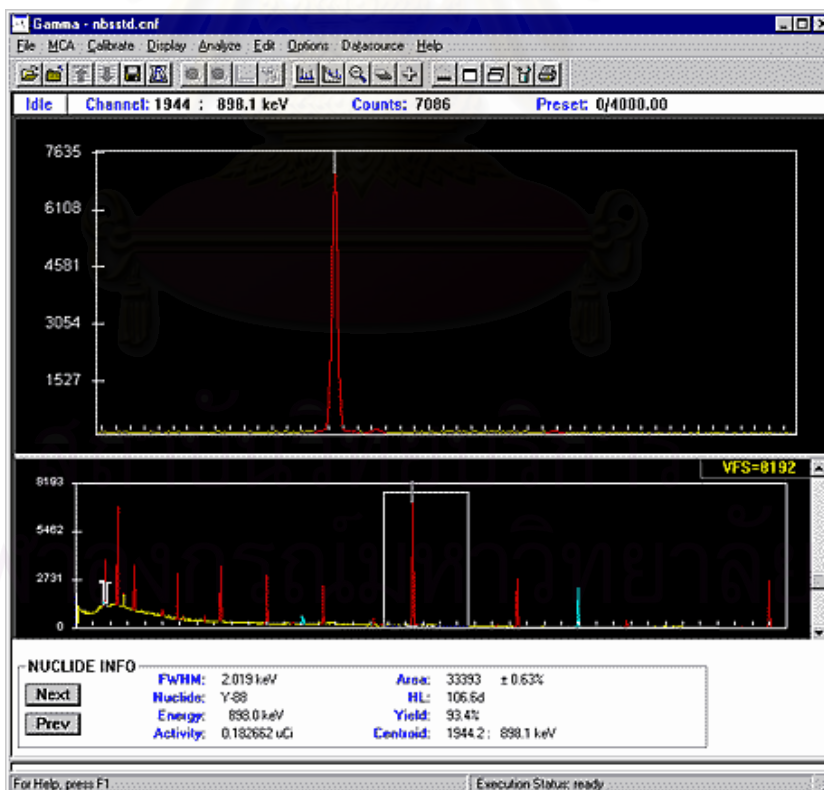 Gamma - nbsstd.cnf
File MCA Calibrate Display Analyze Edit Options Datasource Help
Idle Channel: 1944 : 898.1 keV Counts: 7086 Preset: 0/4000.00
7635
6108
4581
3054
1527
VFS=8192
8193
5462
2731
0
NUCLIDE INFO
FWHM: 2.019 keV Area: 33393 ± 0.63%
Next Nuclide: Y-88 HL: 106.6d
Energy: 898.0 keV Yield: 93.4%
Prev Activity: 0.182662 uCi Centroid: 1944.2 : 898.1 keV
For Help, press F1 Execution Status: ready